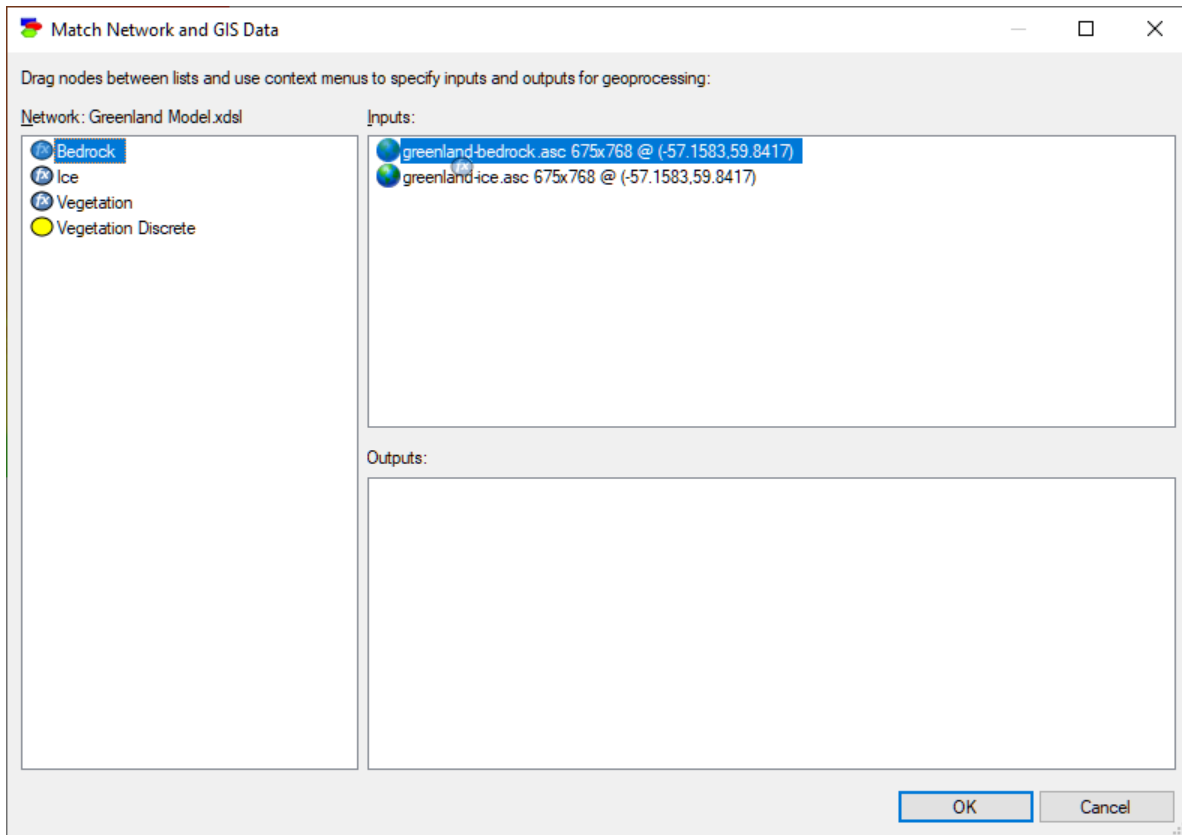 Match Network and GIS Data
Drag nodes between lists and use context menus to specify inputs and outputs for geoprocessing:
Network: Greenland Model.xdsl
Bedrock
Ice
Vegetation
Vegetation Discrete
Inputs:
greenland-bedrock.asc 675x768 @ (-57.1583,59.8417)
greenland-ice.asc 675x768 @ (-57.1583,59.8417)
Outputs:
OK
Cancel